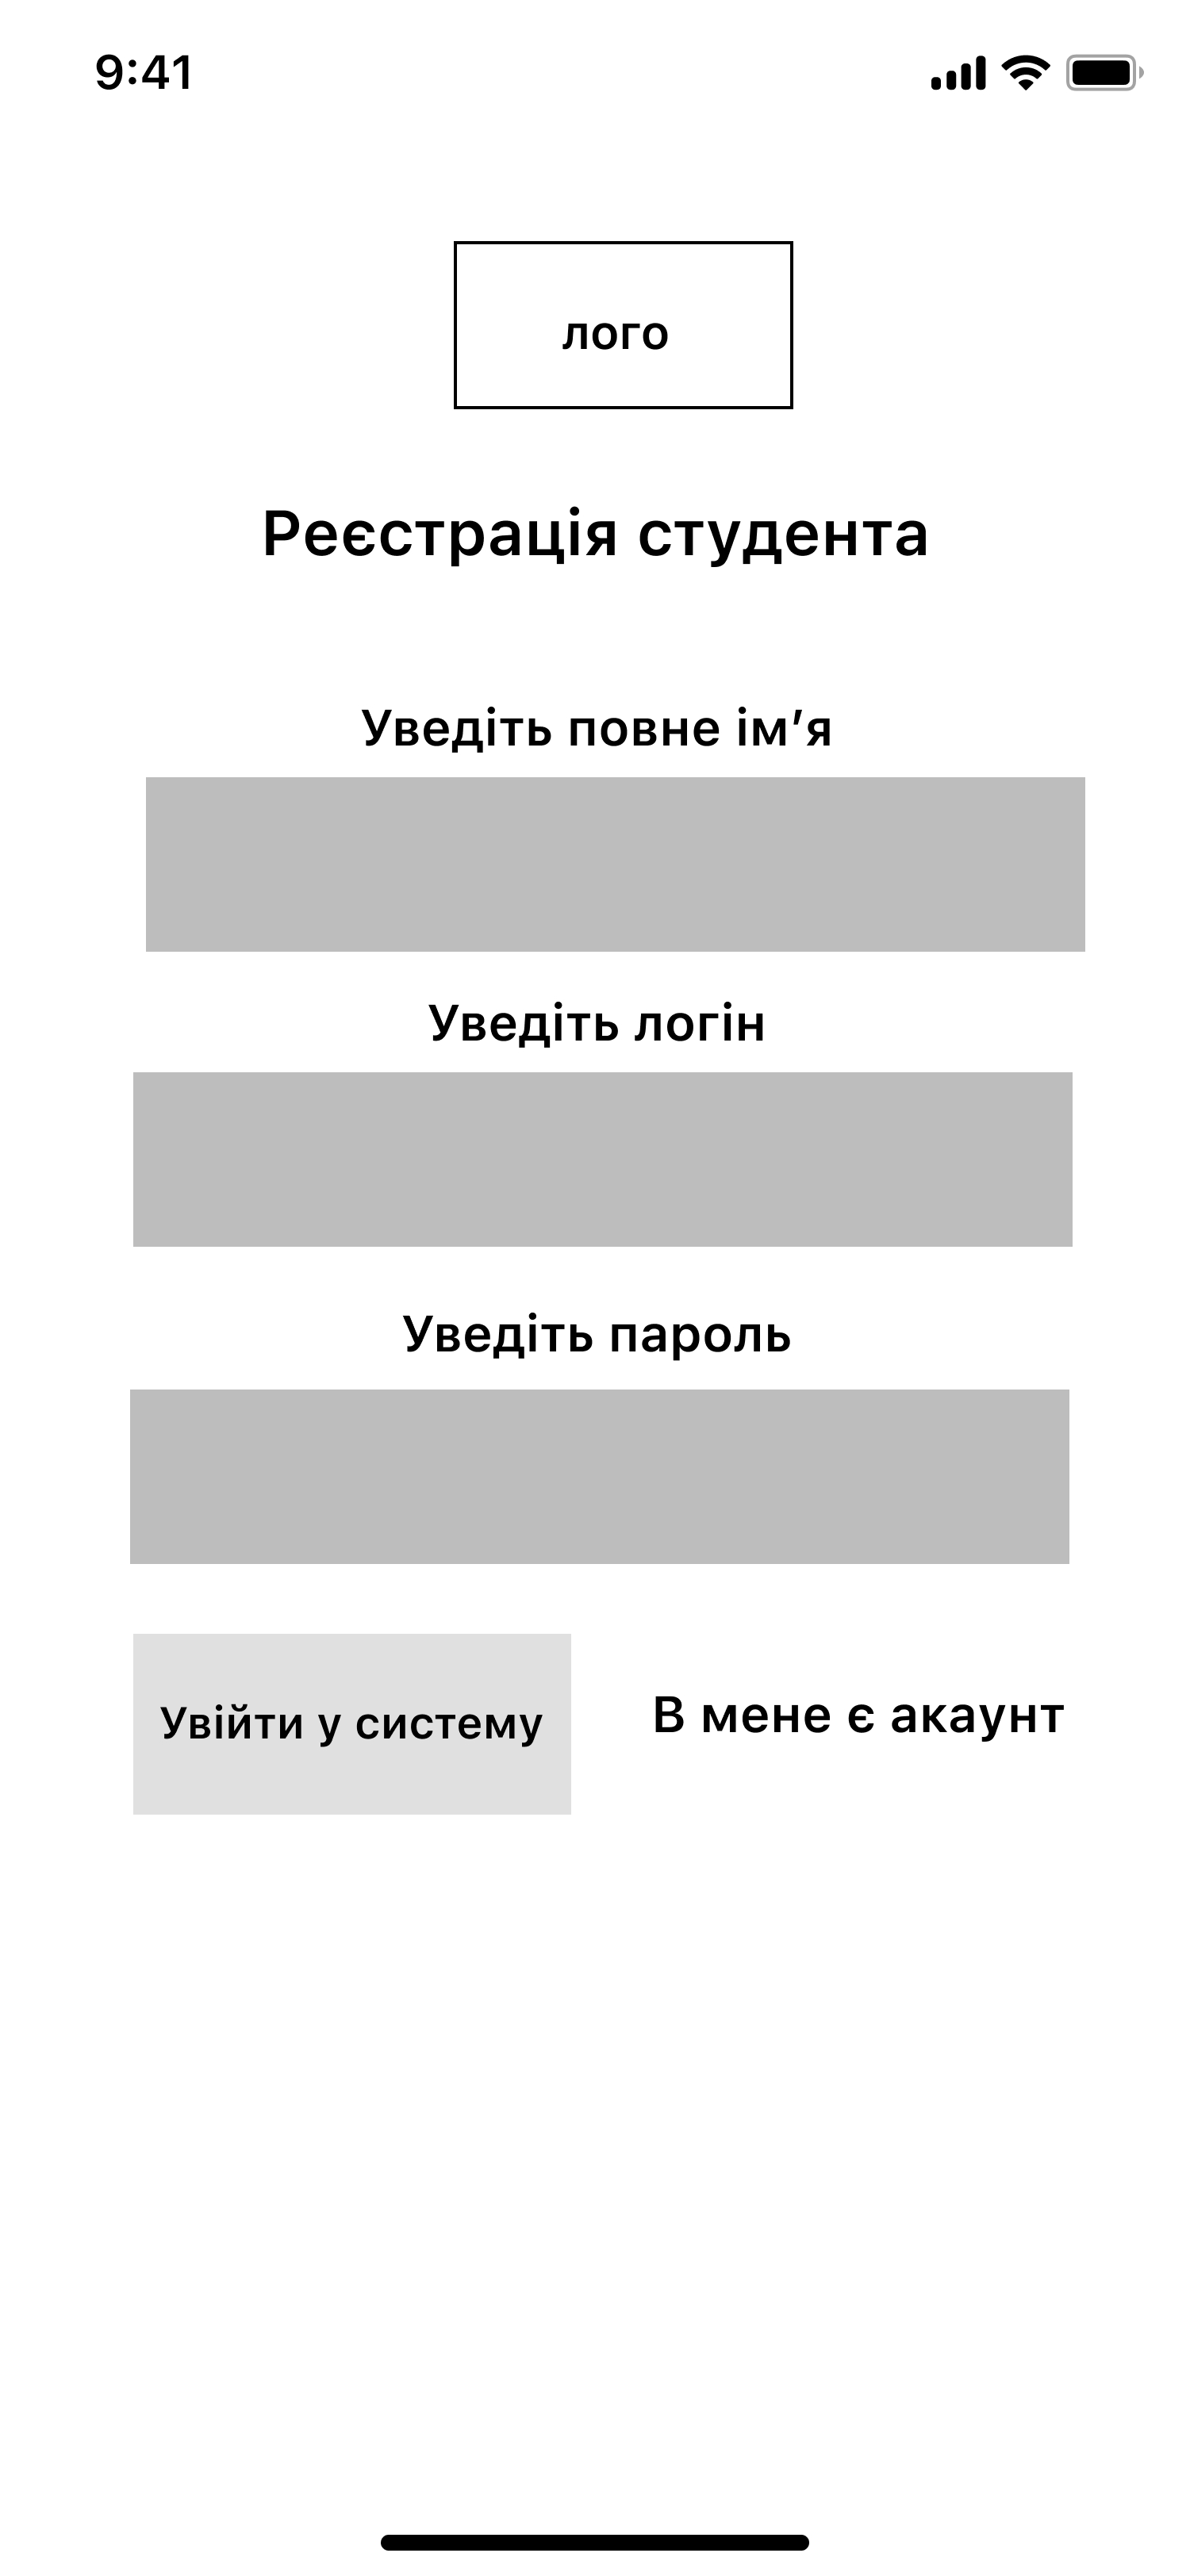 9:41
лого
Реєстрація студента
Уведіть повне ім’я
Уведіть логін
Уведіть пароль
Увійти у систему
В мене є акаунт